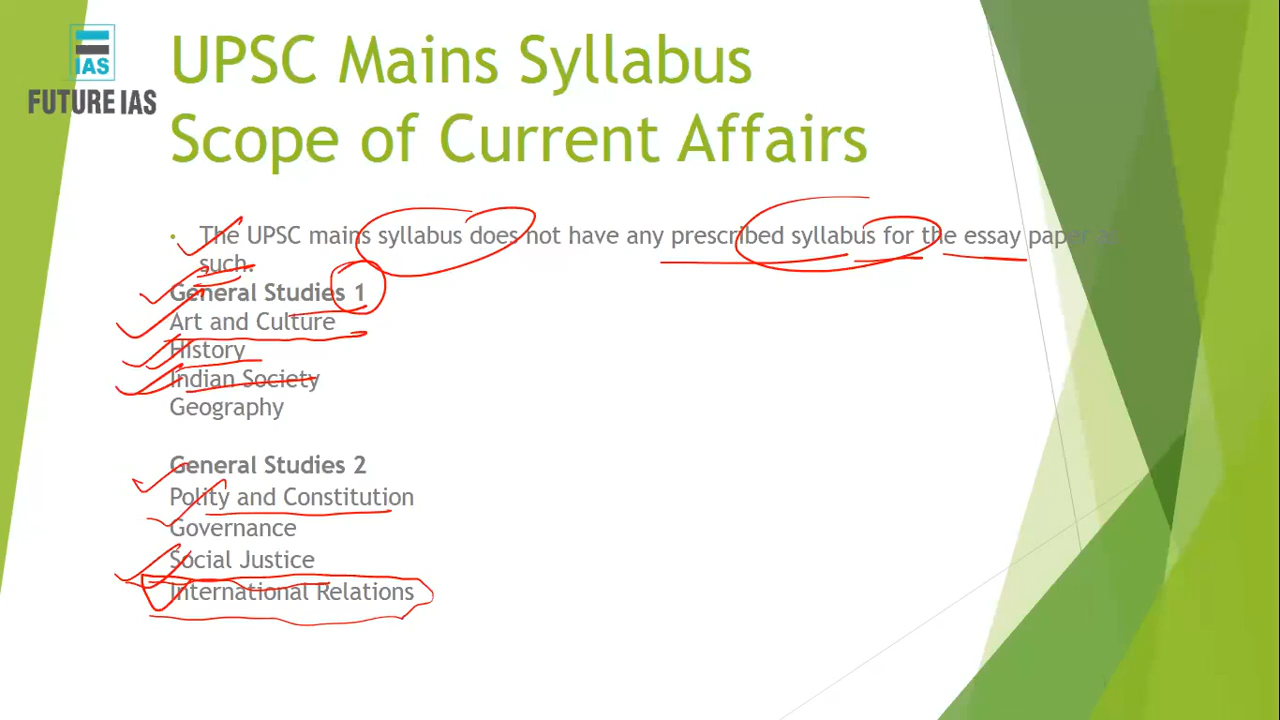 IAS
FUTURE IAS
UPSC Mains Syllabus
Scope of Current Affairs
• The UPSC mains syllabus does not have any prescribed syllabus for the essay paper as
such.
General Studies 1
Art and Culture
History
Indian Society
Geography
General Studies 2
Polity and Constitution
Governance
Social Justice
International Relations